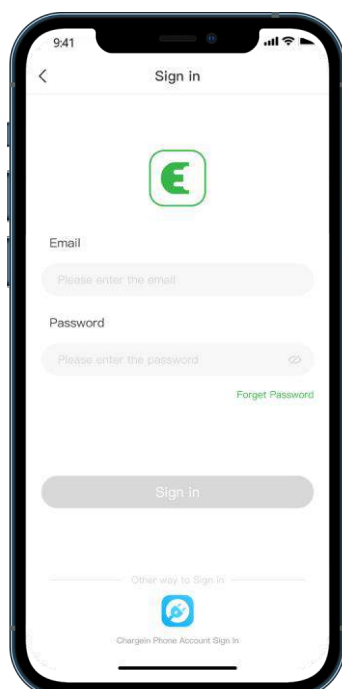 9:41
Sign in
Email
Please enter the email
Password
Please enter the password
Forget Password
Sign in
Other way to Sign in
Chargein Phone Account Sign In